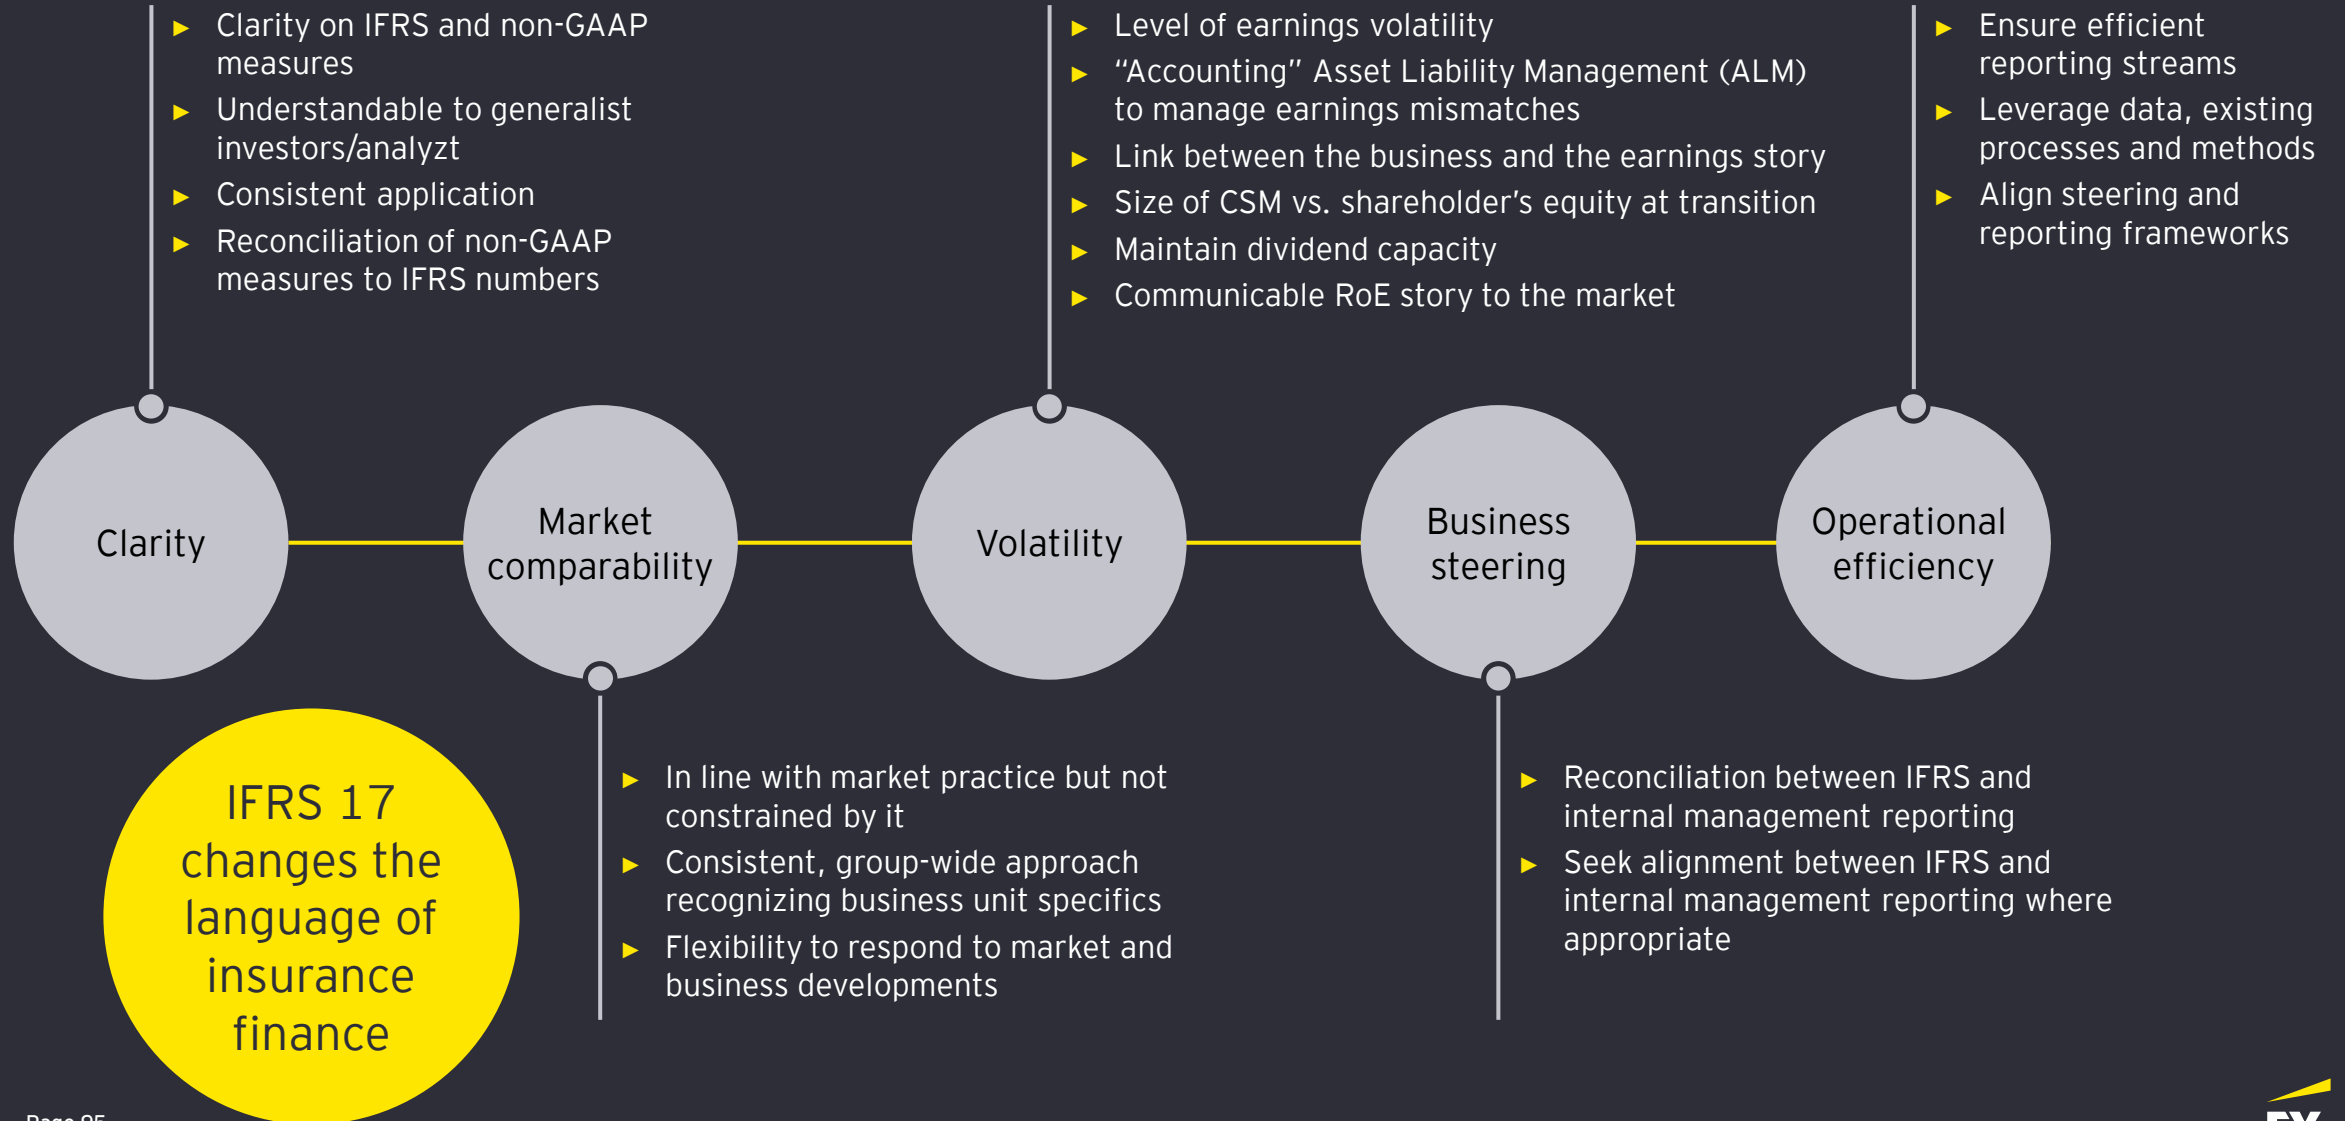 ► Clarity on IFRS and non-GAAP
measures
► Understandable to generalist
investors/analyzt
► Consistent application
► Reconciliation of non-GAAP
measures to IFRS numbers
► Level of earnings volatility
► “Accounting” Asset Liability Management (ALM)
to manage earnings mismatches
► Link between the business and the earnings story
► Size of CSM vs. shareholder’s equity at transition
► Maintain dividend capacity
► Communicable RoE story to the market
► Ensure efficient
reporting streams
► Leverage data, existing
processes and methods
► Align steering and
reporting frameworks
Clarity
Market
comparability
Volatility
Business
steering
Operational
efficiency
IFRS 17
changes the
language of
insurance
finance
► In line with market practice but not
constrained by it
► Consistent, group-wide approach
recognizing business unit specifics
► Flexibility to respond to market and
business developments
► Reconciliation between IFRS and
internal management reporting
► Seek alignment between IFRS and
internal management reporting where
appropriate
Page 95
EY